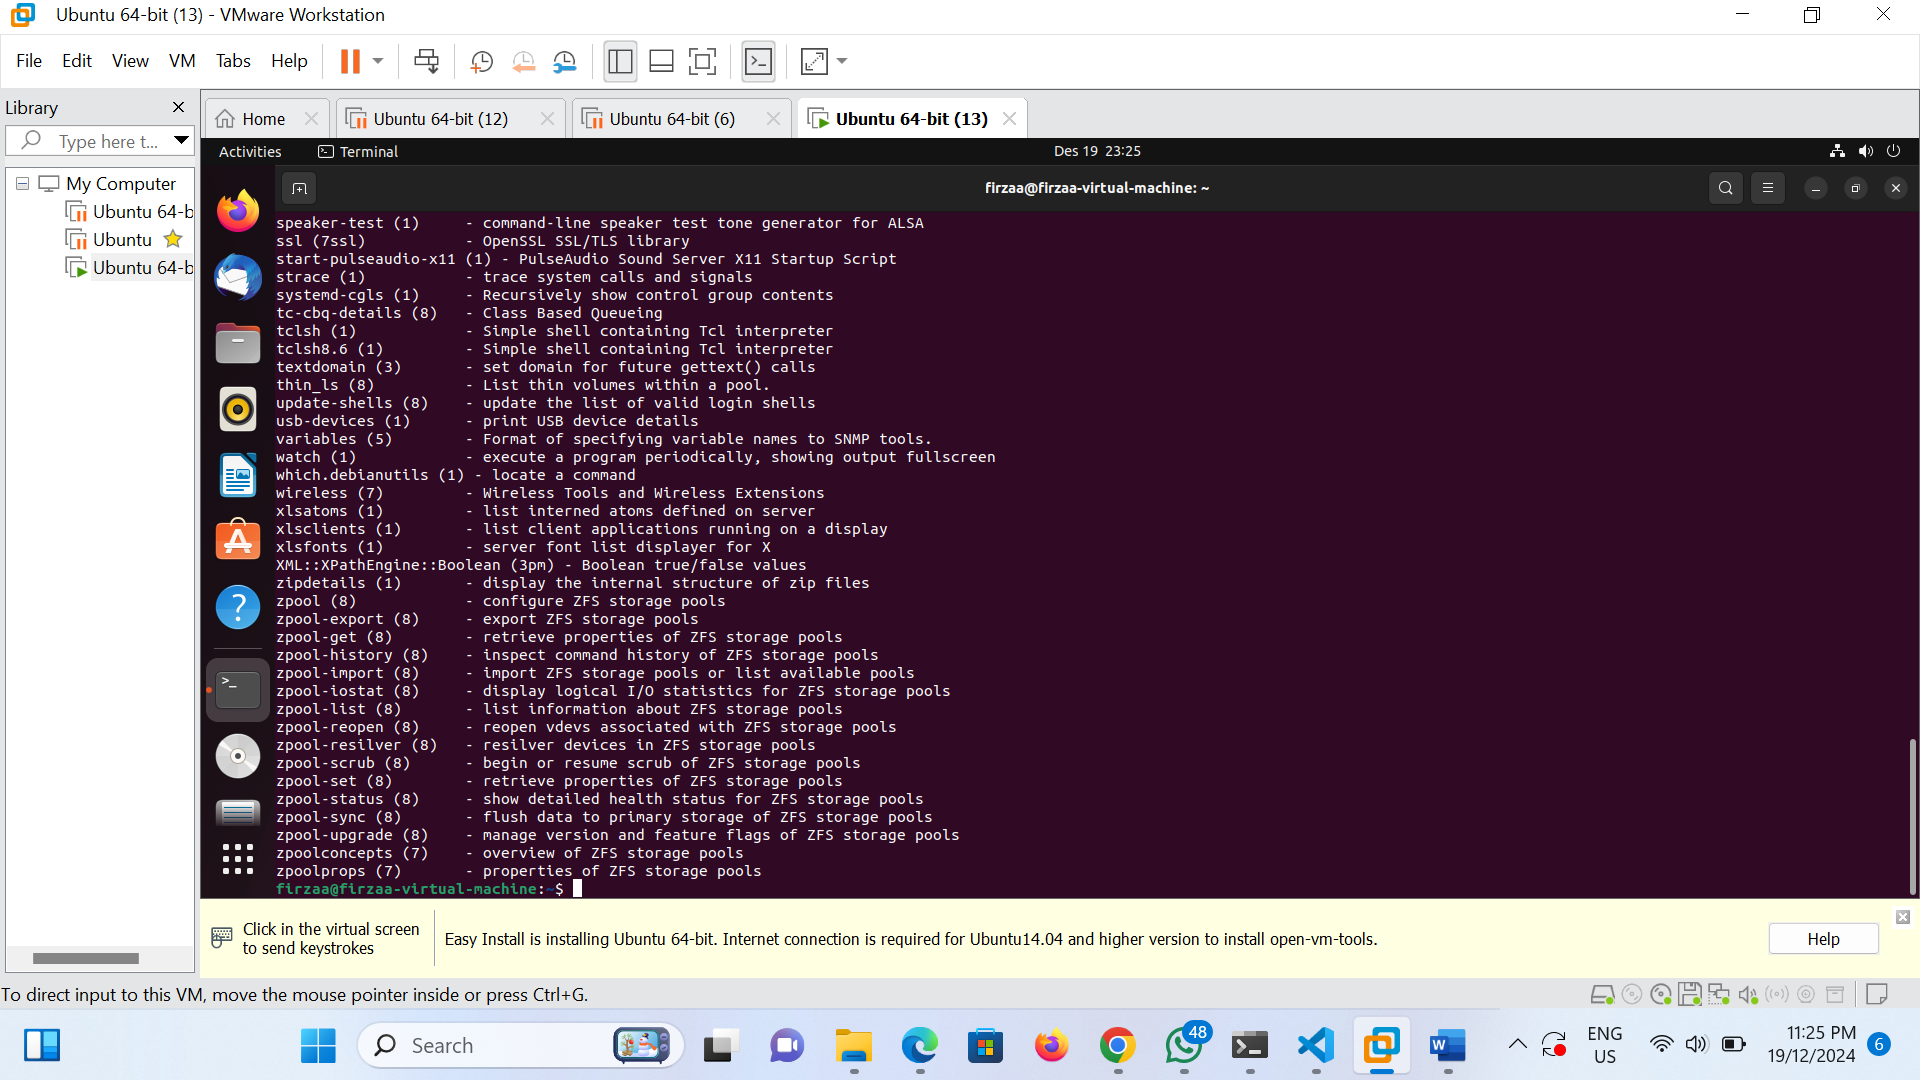 Ubuntu 64-bit (13) - VMware Workstation
File Edit View VM Tabs Help
Library
Type here t...
My Computer
Ubuntu 64-b
Ubuntu
Ubuntu 64-b
Home
Ubuntu 64-bit (12)
Ubuntu 64-bit (6)
Ubuntu 64-bit (13)
Activities
Terminal
Des 19 23:25
firzaa@firzaa-virtual-machine: ~
speaker-test (1) - command-line speaker test tone generator for ALSA
ssl (7ssl) - OpenSSL SSL/TLS library
start-pulseaudio-x11 (1) - PulseAudio Sound Server X11 Startup Script
strace (1) - trace system calls and signals
systemd-cgls (1) - Recursively show control group contents
tc-cbq-details (8) - Class Based Queueing
tclsh (1) - Simple shell containing Tcl interpreter
tclsh8.6 (1) - Simple shell containing Tcl interpreter
textdomain (3) - set domain for future gettext() calls
thin_ls (8) - List thin volumes within a pool.
update-shells (8) - update the list of valid login shells
usb-devices (1) - print USB device details
variables (5) - Format of specifying variable names to SNMP tools.
watch (1) - execute a program periodically, showing output fullscreen
which.debianutils (1) - locate a command
wireless (7) - Wireless Tools and Wireless Extensions
xlsatoms (1) - list interned atoms defined on server
xlsclients (1) - list client applications running on a display
xlsfonts (1) - server font list displayer for X
XML::XPathEngine::Boolean (3pm) - Boolean true/false values
zipdetails (1) - display the internal structure of zip files
zpool (8) - configure ZFS storage pools
zpool-export (8) - export ZFS storage pools
zpool-get (8) - retrieve properties of ZFS storage pools
zpool-history (8) - inspect command history of ZFS storage pools
zpool-import (8) - import ZFS storage pools or list available pools
zpool-iostat (8) - display logical I/O statistics for ZFS storage pools
zpool-list (8) - list information about ZFS storage pools
zpool-reopen (8) - reopen vdevs associated with ZFS storage pools
zpool-resilver (8) - resilver devices in ZFS storage pools
zpool-scrub (8) - begin or resume scrub of ZFS storage pools
zpool-set (8) - retrieve properties of ZFS storage pools
zpool-status (8) - show detailed health status for ZFS storage pools
zpool-sync (8) - flush data to primary storage of ZFS storage pools
zpool-upgrade (8) - manage version and feature flags of ZFS storage pools
zpoolconcepts (7) - overview of ZFS storage pools
zpoolprops (7) - properties of ZFS storage pools
firzaa@firzaa-virtual-machine:~$
Click in the virtual screen
to send keystrokes
Easy Install is installing Ubuntu 64-bit. Internet connection is required for Ubuntu14.04 and higher version to install open-vm-tools.
Help
To direct input to this VM, move the mouse pointer inside or press Ctrl+G.
Search
48
ENG
US
11:25 PM
19/12/2024
6